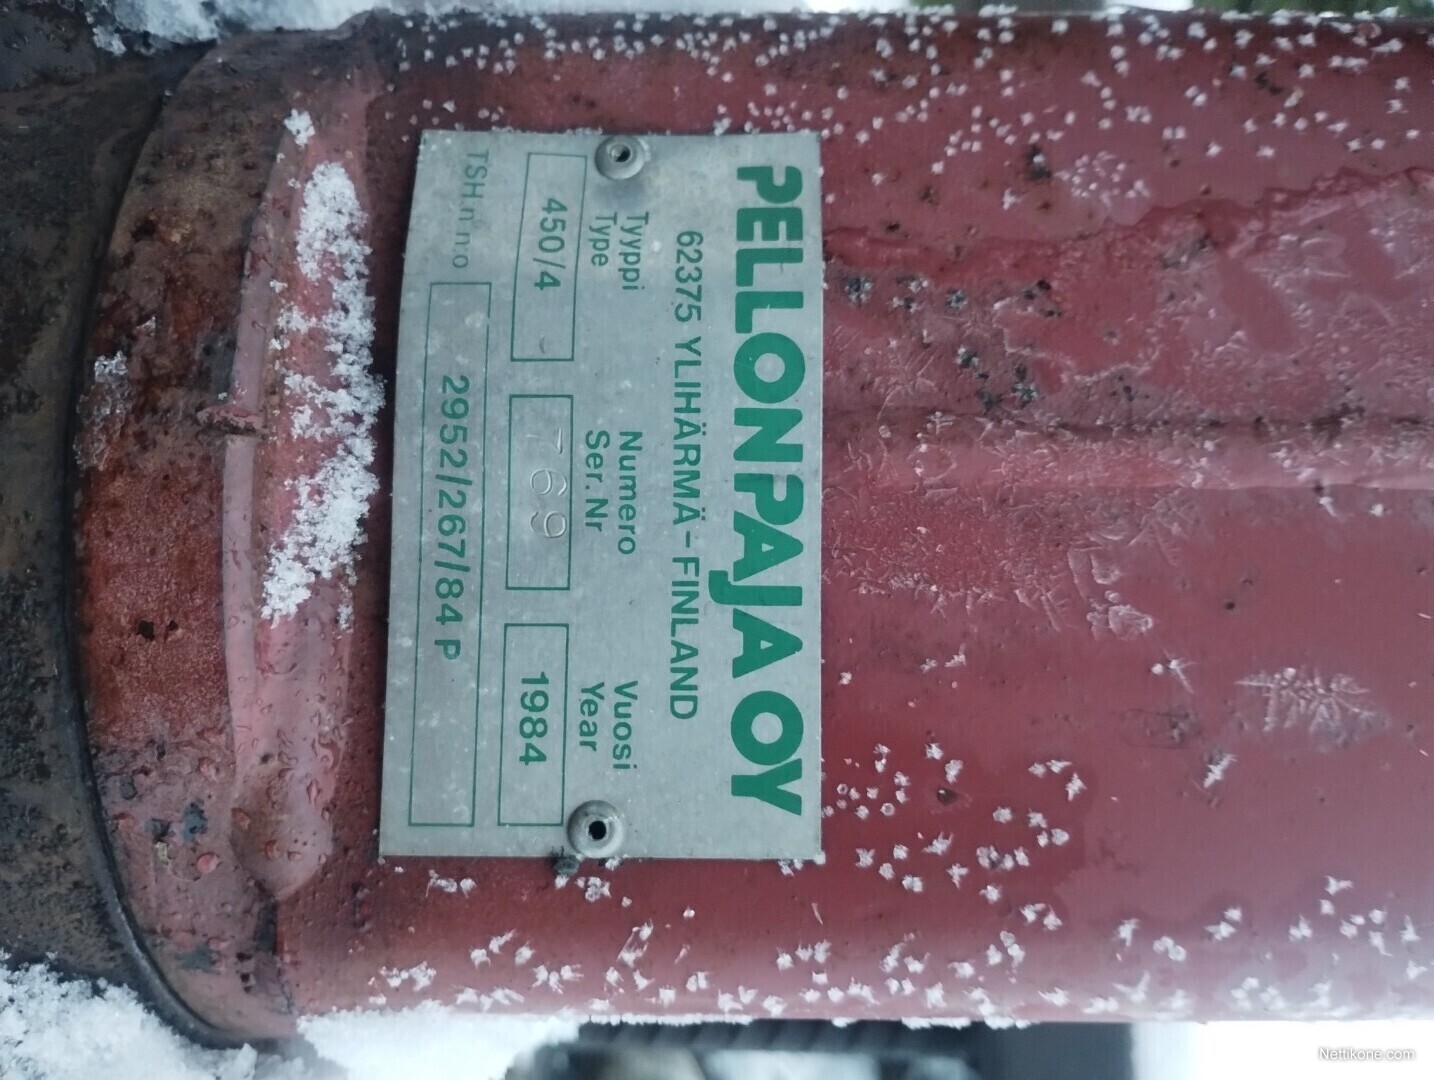 PELLONPAJA OY
62375 YLIHÄRMÄ - FINLAND
Tyyppi Numero Vuosi
Type Ser.Nr Year
450/4 769 1984
TSH.n:n:o 2952/267/84 P
Nettikone.com